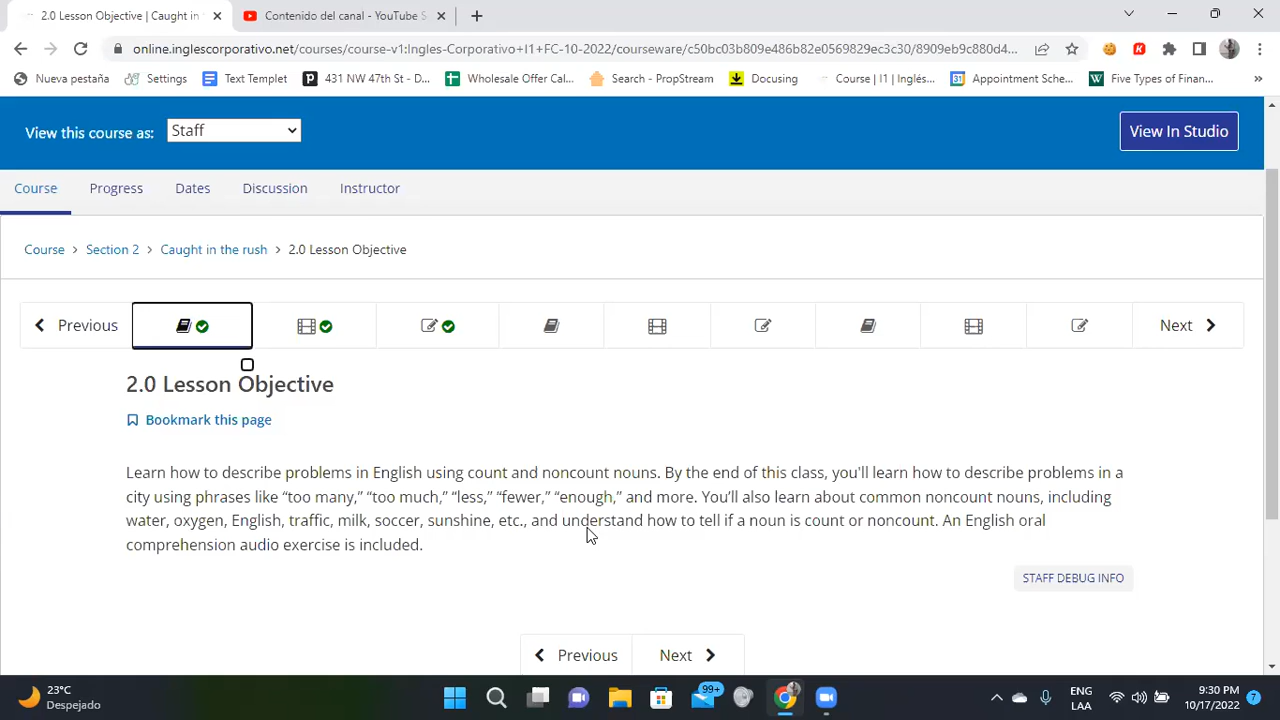 2.0 Lesson Objective | Caught in
Contenido del canal - YouTube S
online.inglescorporativo.net/courses/course-v1:Ingles-Corporativo+I1+FC-10-2022/courseware/c50bc03b899e486b82e0569829ec3c30/8909eb9c880d4...
Nueva pestaña
Settings
Text Templet
431 NW 47th St - D...
Wholesale Offer Cal...
Search - PropStream
Docusing
Course | I1 | Inglés...
Appointment Sche...
Five Types of Finan...
»
View this course as:
Staff
View In Studio
Course
Progress
Dates
Discussion
Instructor
Course > Section 2 > Caught in the rush > 2.0 Lesson Objective
Previous
Next
2.0 Lesson Objective
Bookmark this page
Learn how to describe problems in English using count and noncount nouns. By the end of this class, you'll learn how to describe problems in a
city using phrases like “too many,” “too much,” “less,” “fewer,” “enough,” and more. You’ll also learn about common noncount nouns, including
water, oxygen, English, traffic, milk, soccer, sunshine, etc., and understand how to tell if a noun is count or noncount. An English oral
comprehension audio exercise is included.
STAFF DEBUG INFO
Previous
Next
23°C
Despejado
99+
ENG
LAA
9:30 PM
10/17/2022
7